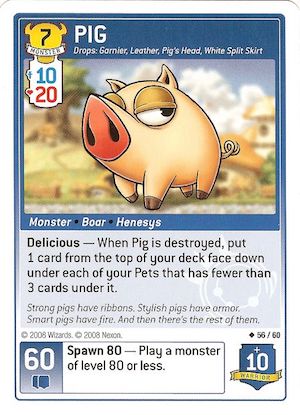 7
MONSTER
PIG
Drops: Garnier, Leather, Pig's Head, White Split Skirt
+10
20
Monster • Boar • Henesys
Delicious — When Pig is destroyed, put
1 card from the top of your deck face down
under each of your Pets that has fewer than
3 cards under it.
Strong pigs have ribbons. Stylish pigs have armor.
Smart pigs have fire. And then there's the rest of them.
© 2008 Wizards. © 2008 Nexon.
◆ 56 / 60
60
Spawn 80 — Play a monster
of level 80 or less.
+10
WARRIOR